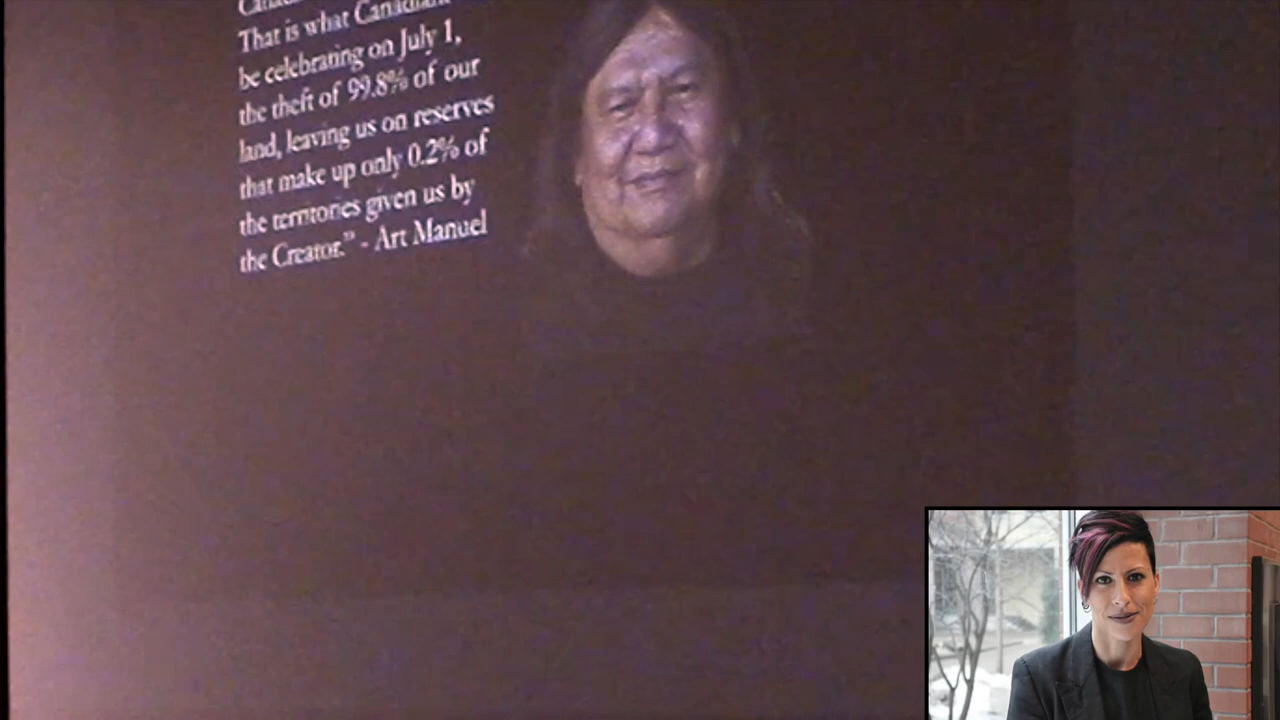 That is what Canadians
be celebrating on July 1,
the theft of 99.8% of our
land, leaving us on reserves
that make up only 0.2% of
the territories given us by
the Creator.” - Art Manuel